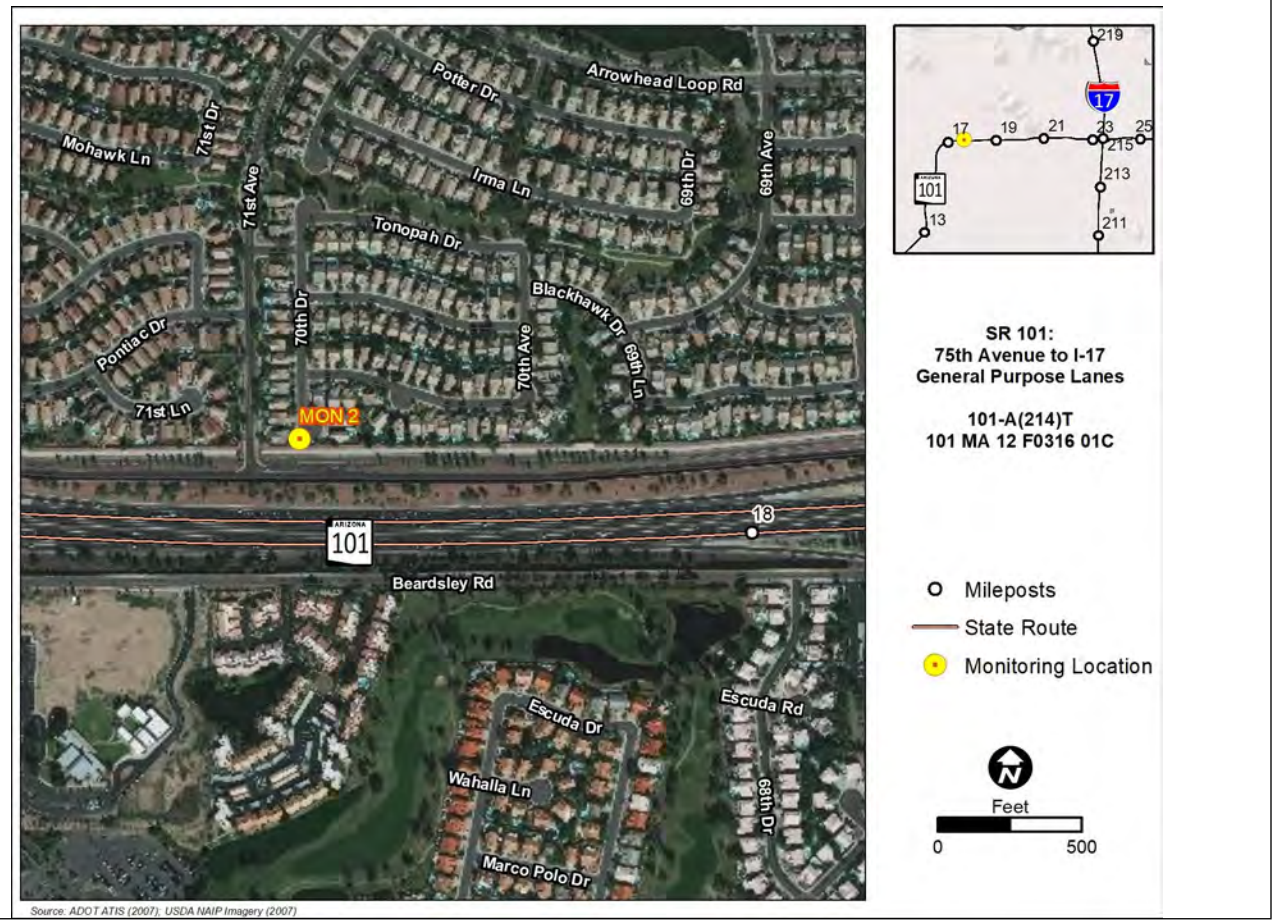 Arrowhead Loop Rd
Potter Dr
71st Dr
Mohawk Ln
69th Ave
69th Dr
Irma Ln
71st Ave
Tonopah Dr
Blackhawk Dr
70th Dr
Pontiac Dr
70th Ave
69th Ln
71st Ln
MON 2
18
ARIZONA
101
Beardsley Rd
Escuda Rd
Escuda Dr
Wahalla Ln
68th Dr
Marco Polo Dr
Source: ADOT ATIS (2007); USDA NAIP Imagery (2007)
219
17
17
19
21
23
25
215
ARIZONA
101
213
13
211
SR 101:
75th Avenue to I-17
General Purpose Lanes
101-A(214)T
101 MA 12 F0316 01C
Mileposts
State Route
Monitoring Location
N
Feet
0 500